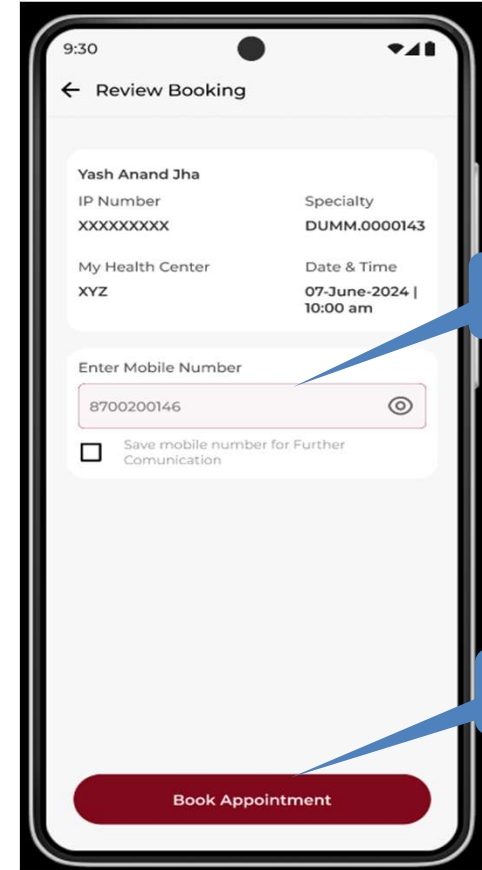 9:30
Review Booking
Yash Anand Jha
IP Number Specialty
XXXXXXXXX DUMM.0000143
My Health Center Date & Time
XYZ 07-June-2024 |
10:00 am
Enter Mobile Number
8700200146
Save mobile number for Further
Comunication
Book Appointment